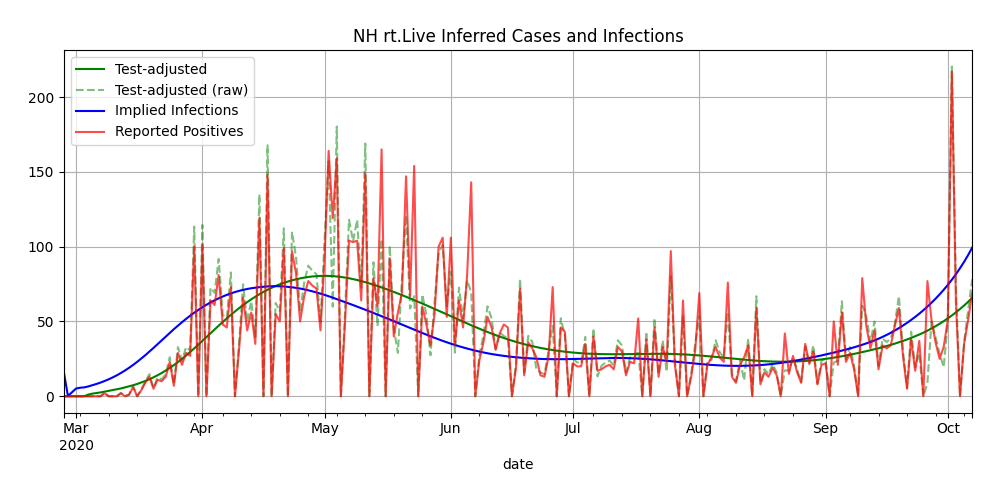 NH rt.Live Inferred Cases and Infections
Test-adjusted
Test-adjusted (raw)
Implied Infections
Reported Positives
200
150
100
50
0
Mar Apr May Jun Jul Aug Sep Oct
2020
date